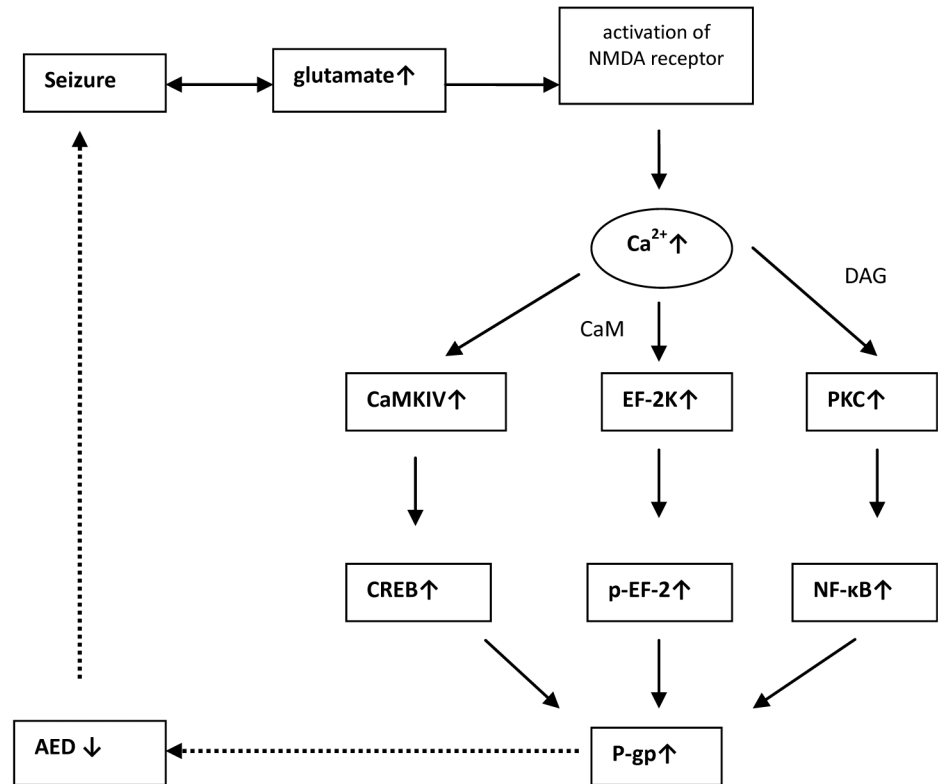 activation of
NMDA receptor
Seizure
glutamate↑
Ca²⁺↑
DAG
CaM
CaMKIV↑
EF-2K↑
PKC↑
CREB↑
p-EF-2↑
NF-κB↑
AED ↓
P-gp↑